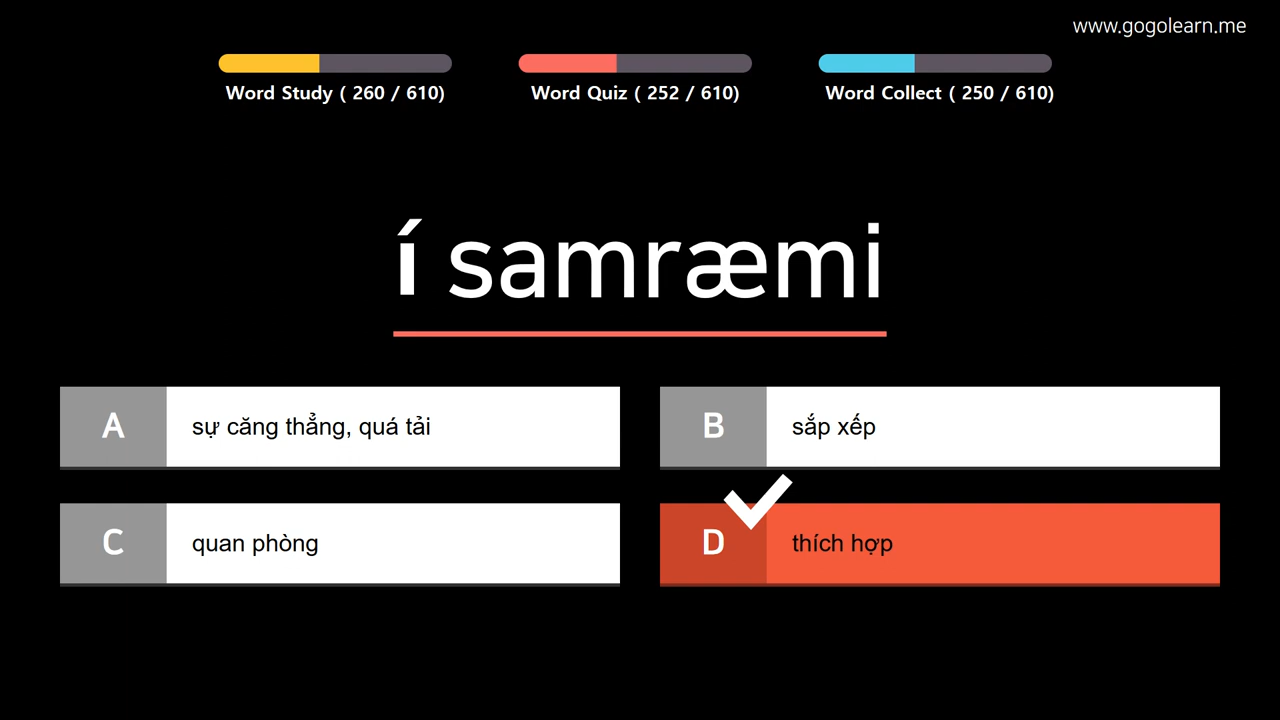 www.gogolearn.me
Word Study ( 260 / 610)
Word Quiz ( 252 / 610)
Word Collect ( 250 / 610)
í samræmi
A
sự căng thẳng, quá tải
B
sắp xếp
C
quan phòng
D
thích hợp